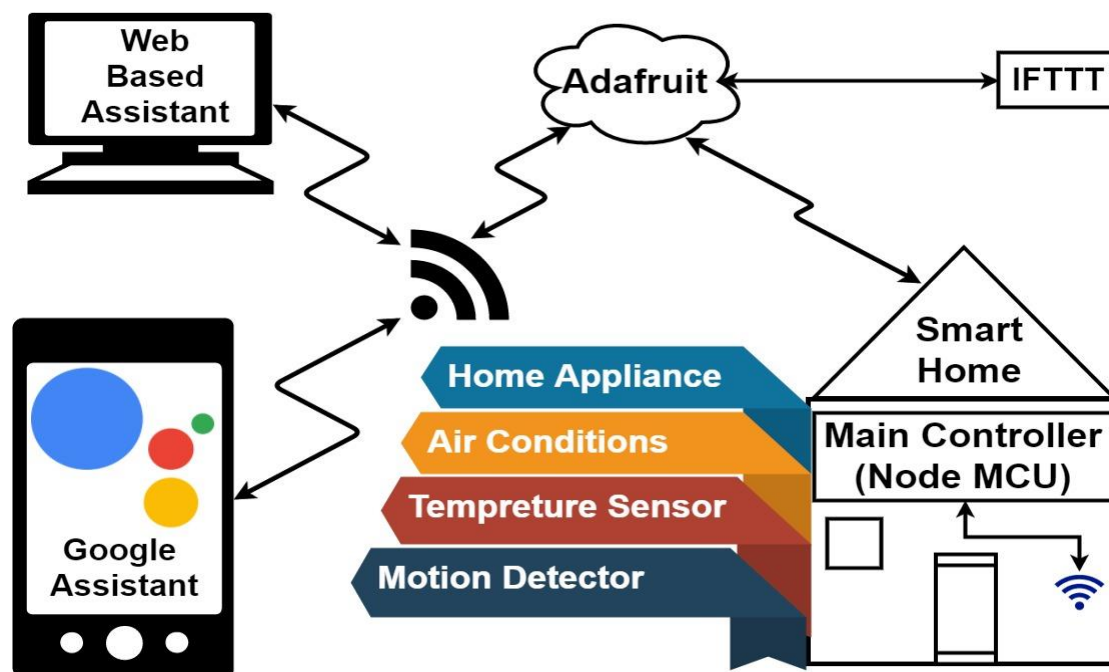 Web
Based
Assistant
Adafruit
IFTTT
Smart
Home
Home Appliance
Air Conditions
Tempreture Sensor
Motion Detector
Main Controller
(Node MCU)
Google
Assistant